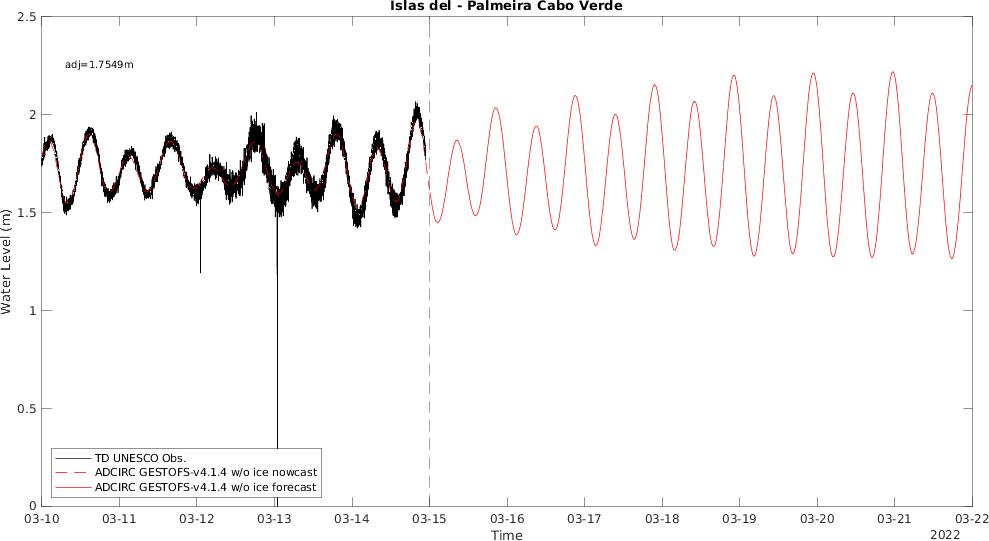 Islas del - Palmeira Cabo Verde
2.5
adj=1.7549m
2
1.5
1
0.5
0
Water Level (m)
TD UNESCO Obs.
ADCIRC GESTOFS-v4.1.4 w/o ice nowcast
ADCIRC GESTOFS-v4.1.4 w/o ice forecast
03-10 03-11 03-12 03-13 03-14 03-15 03-16 03-17 03-18 03-19 03-20 03-21 03-22
Time
2022